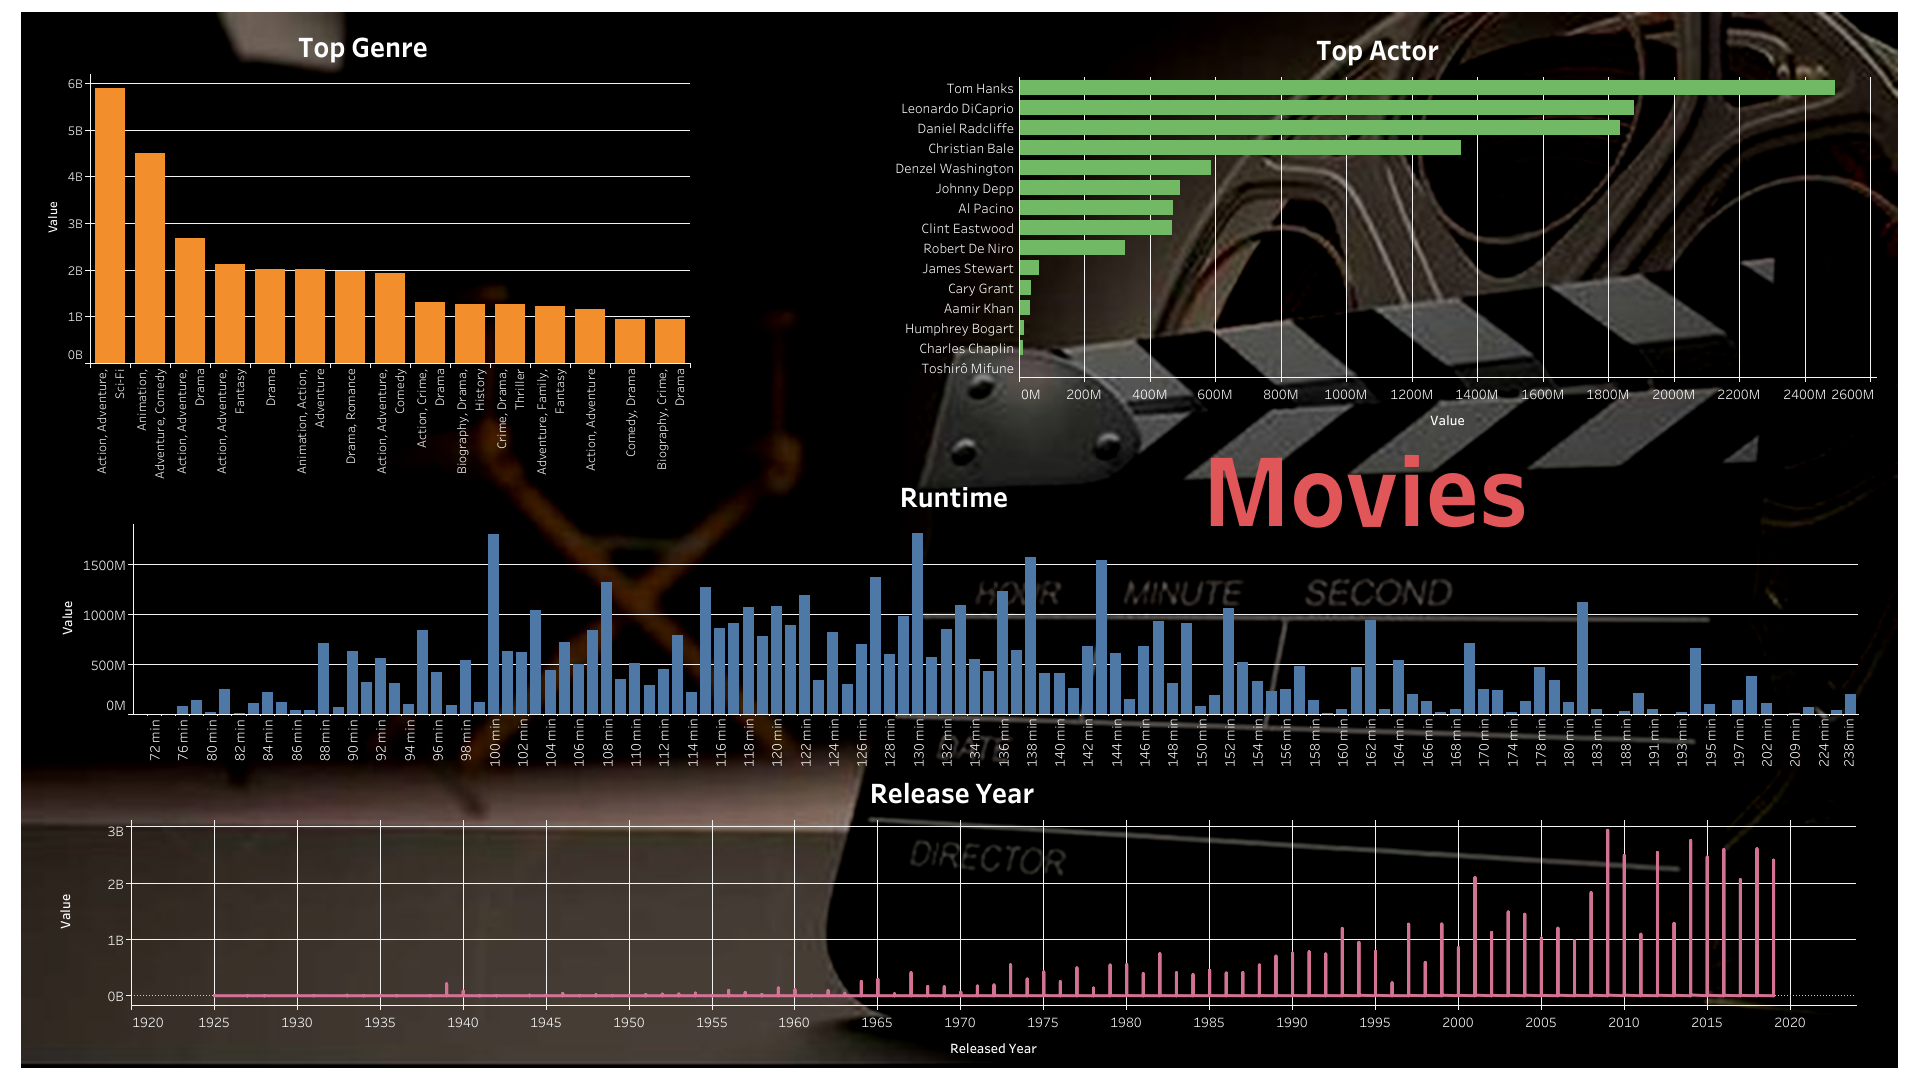 Top Genre
6B
5B
4B
3B
2B
1B
0B
Value
Action, Adventure,
Sci-Fi
Animation,
Adventure, Comedy
Action, Adventure,
Drama
Action, Adventure,
Fantasy
Drama
Animation, Action,
Adventure
Drama, Romance
Action, Adventure,
Comedy
Action, Crime,
Drama
Biography, Drama,
History
Crime, Drama,
Thriller
Adventure, Family,
Fantasy
Action, Adventure
Comedy, Drama
Biography, Crime,
Drama
Top Actor
Tom Hanks
Leonardo DiCaprio
Daniel Radcliffe
Christian Bale
Denzel Washington
Johnny Depp
Al Pacino
Clint Eastwood
Robert De Niro
James Stewart
Cary Grant
Aamir Khan
Humphrey Bogart
Charles Chaplin
Toshirô Mifune
0M 200M 400M 600M 800M 1000M 1200M 1400M 1600M 1800M 2000M 2200M 2400M 2600M
Value
Movies
Runtime
1500M
1000M
500M
0M
Value
HOUR MINUTE SECOND
72 min 76 min 80 min 82 min 84 min 86 min 88 min 90 min 92 min 94 min 96 min 98 min 100 min 102 min 104 min 106 min 108 min 110 min 112 min 114 min 116 min 118 min 120 min 122 min 124 min 126 min 128 min 130 min 132 min 134 min 136 min 138 min 140 min 142 min 144 min 146 min 148 min 150 min 152 min 154 min 156 min 158 min 160 min 162 min 164 min 166 min 168 min 170 min 174 min 178 min 180 min 183 min 188 min 191 min 193 min 195 min 197 min 202 min 209 min 224 min 238 min
DATE
Release Year
3B
2B
1B
0B
Value
DIRECTOR
1920 1925 1930 1935 1940 1945 1950 1955 1960 1965 1970 1975 1980 1985 1990 1995 2000 2005 2010 2015 2020
Released Year